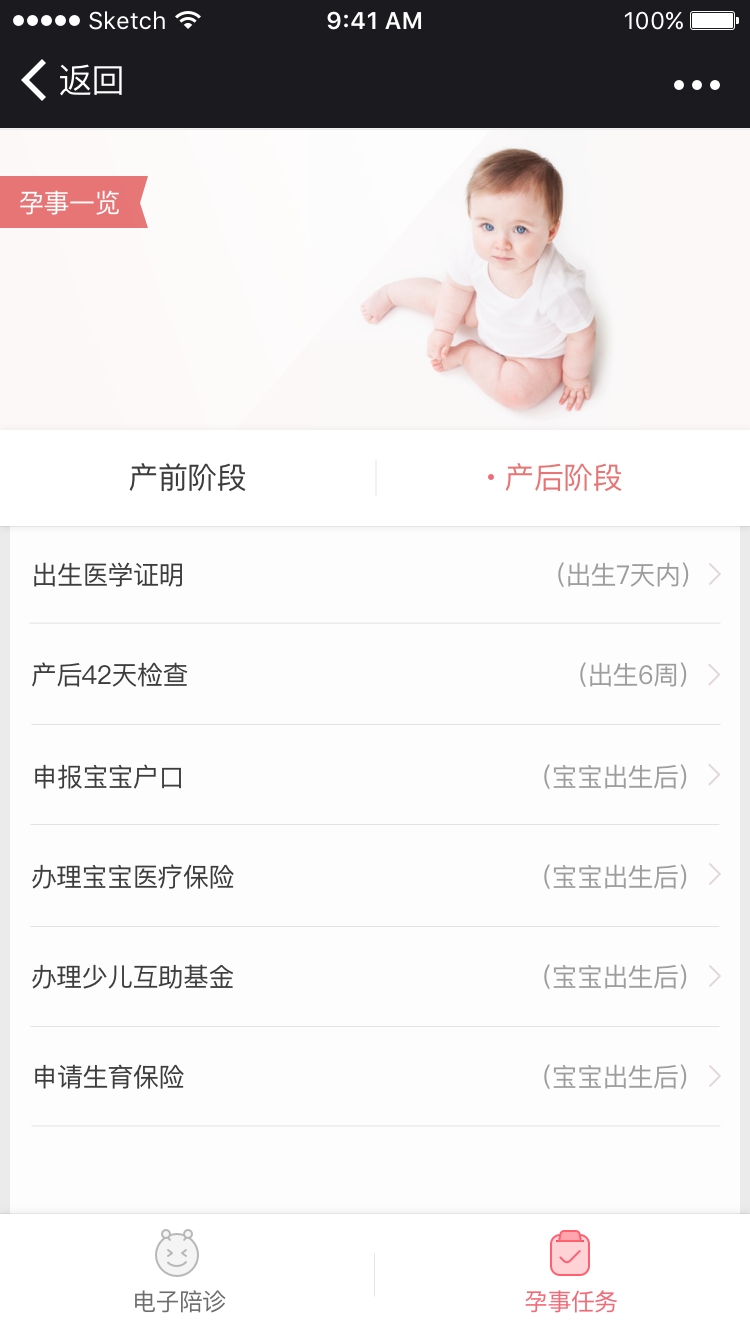 Sketch 9:41 AM 100%
返回
孕事一览
产前阶段 ·产后阶段
出生医学证明 (出生7天内)
产后42天检查 (出生6周)
申报宝宝户口 (宝宝出生后)
办理宝宝医疗保险 (宝宝出生后)
办理少儿互助基金 (宝宝出生后)
申请生育保险 (宝宝出生后)
电子陪诊 孕事任务